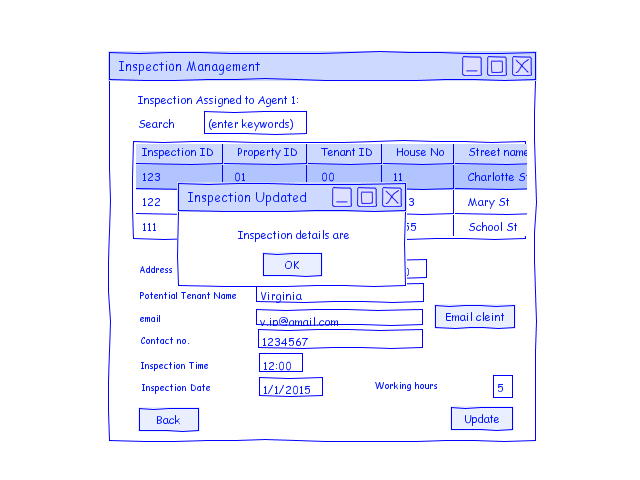 Inspection Management
Inspection Assigned to Agent 1:
Search (enter keywords)
Inspection ID Property ID Tenant ID House No Street name
123 01 00 11 Charlotte S
122 3 Mary St
111 55 School St
Inspection Updated
Inspection details are
OK
Address
Potential Tenant Name Virginia
email v.ip@gmail.com Email cleint
Contact no. 1234567
Inspection Time 12:00
Inspection Date 1/1/2015 Working hours 5
Back Update